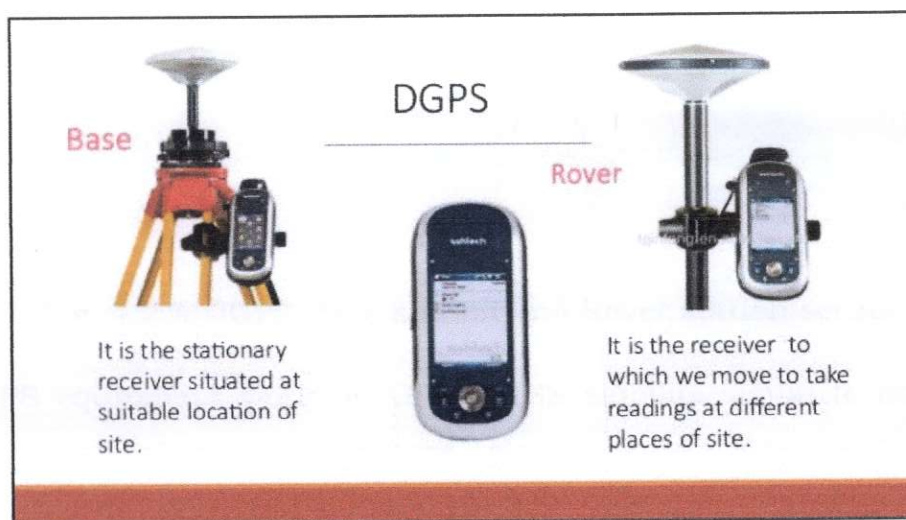 DGPS
Base
Rover
It is the stationary
receiver situated at
suitable location of
site.
It is the receiver to
which we move to take
readings at different
places of site.